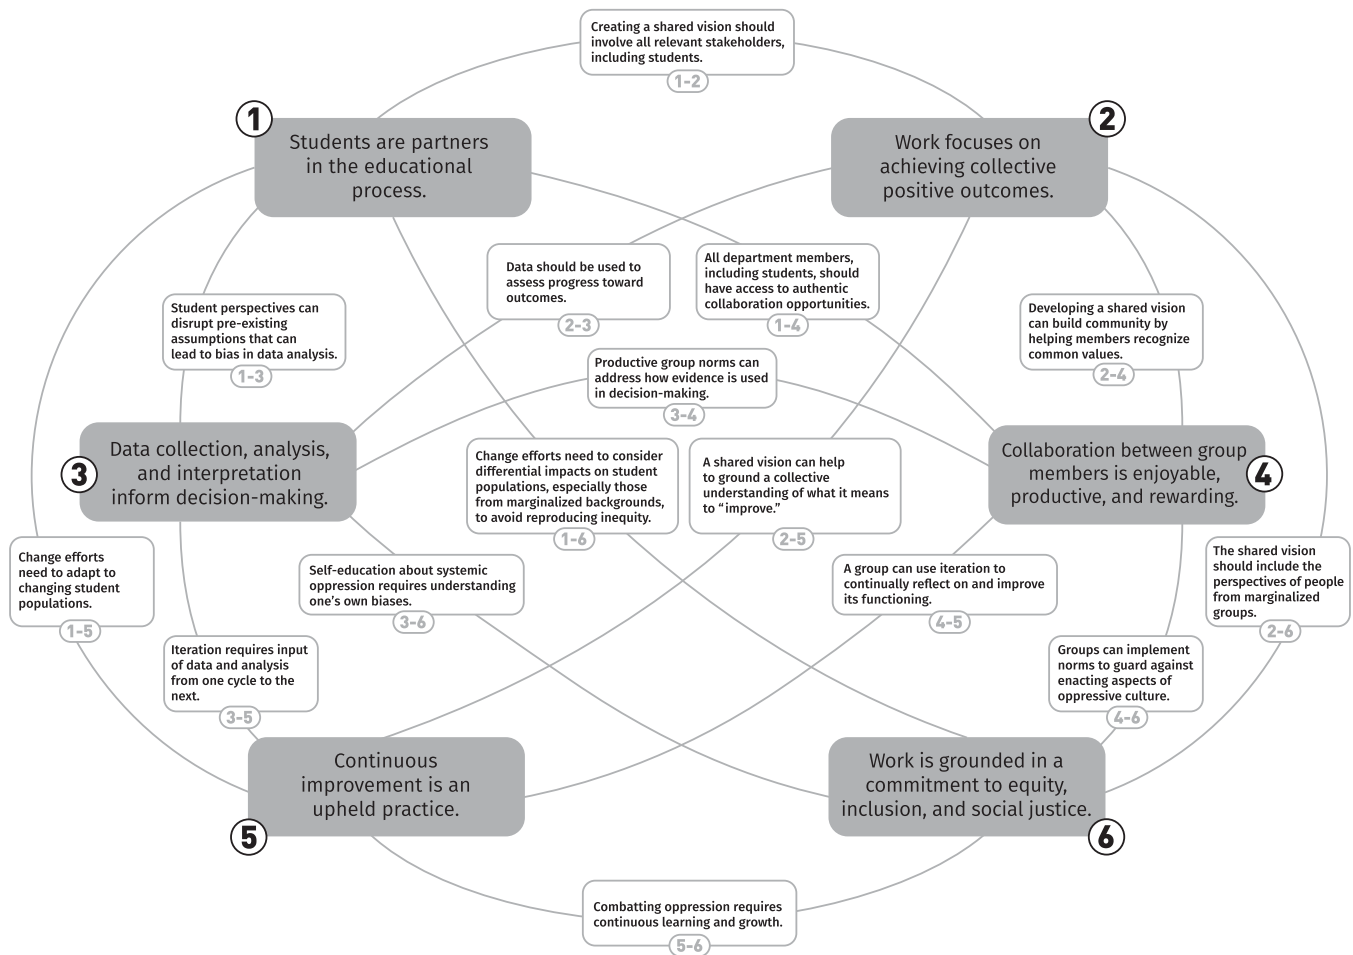 Creating a shared vision should
involve all relevant stakeholders,
including students.
1-2
1
Students are partners
in the educational
process.
2
Work focuses on
achieving collective
positive outcomes.
Data should be used to
assess progress toward
outcomes.
2-3
All department members,
including students, should
have access to authentic
collaboration opportunities.
1-4
Student perspectives can
disrupt pre-existing
assumptions that can
lead to bias in data analysis.
1-3
Developing a shared vision
can build community by
helping members recognize
common values.
2-4
Productive group norms can
address how evidence is used
in decision-making.
3-4
3
Data collection, analysis,
and interpretation
inform decision-making.
Change efforts need to consider
differential impacts on student
populations, especially those
from marginalized backgrounds,
to avoid reproducing inequity.
1-6
A shared vision can help
to ground a collective
understanding of what it means
to “improve.”
2-5
Collaboration between group
members is enjoyable,
productive, and rewarding.
4
Change efforts
need to adapt to
changing student
populations.
1-5
Self-education about systemic
oppression requires understanding
one's own biases.
3-6
A group can use iteration to
continually reflect on and improve
its functioning.
4-5
The shared vision
should include the
perspectives of people
from marginalized
groups.
2-6
Iteration requires input
of data and analysis
from one cycle to the
next.
3-5
Groups can implement
norms to guard against
enacting aspects of
oppressive culture.
4-6
Continuous
improvement is an
upheld practice.
5
Work is grounded in a
commitment to equity,
inclusion, and social justice.
6
Combatting oppression requires
continuous learning and growth.
5-6